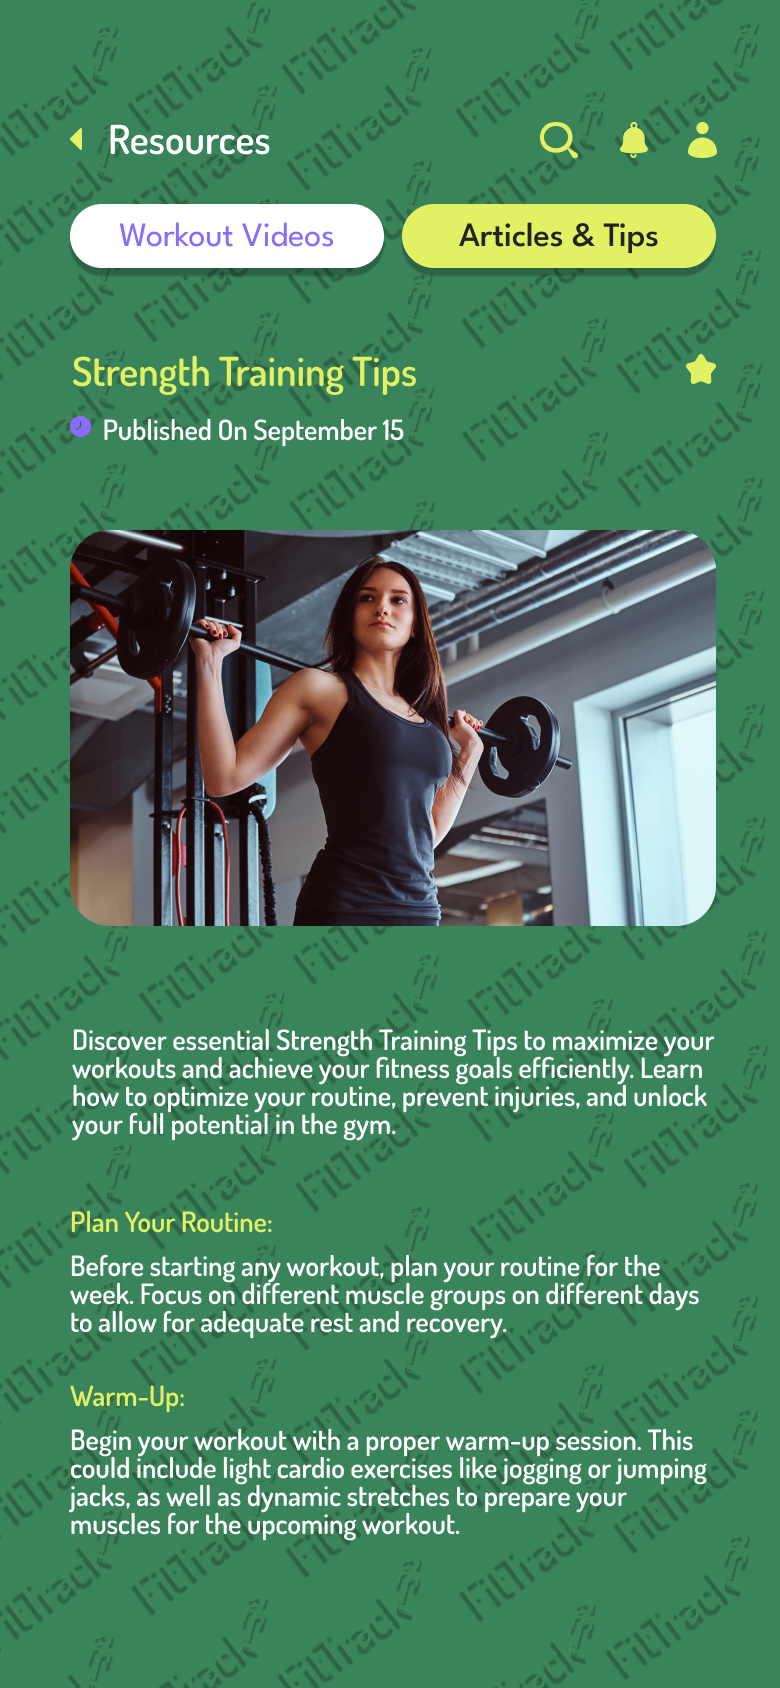 Resources
Workout Videos
Articles & Tips
Strength Training Tips
Published On September 15
Discover essential Strength Training Tips to maximize your
workouts and achieve your fitness goals efficiently. Learn
how to optimize your routine, prevent injuries, and unlock
your full potential in the gym.
Plan Your Routine:
Before starting any workout, plan your routine for the
week. Focus on different muscle groups on different days
to allow for adequate rest and recovery.
Warm-Up:
Begin your workout with a proper warm-up session. This
could include light cardio exercises like jogging or jumping
jacks, as well as dynamic stretches to prepare your
muscles for the upcoming workout.